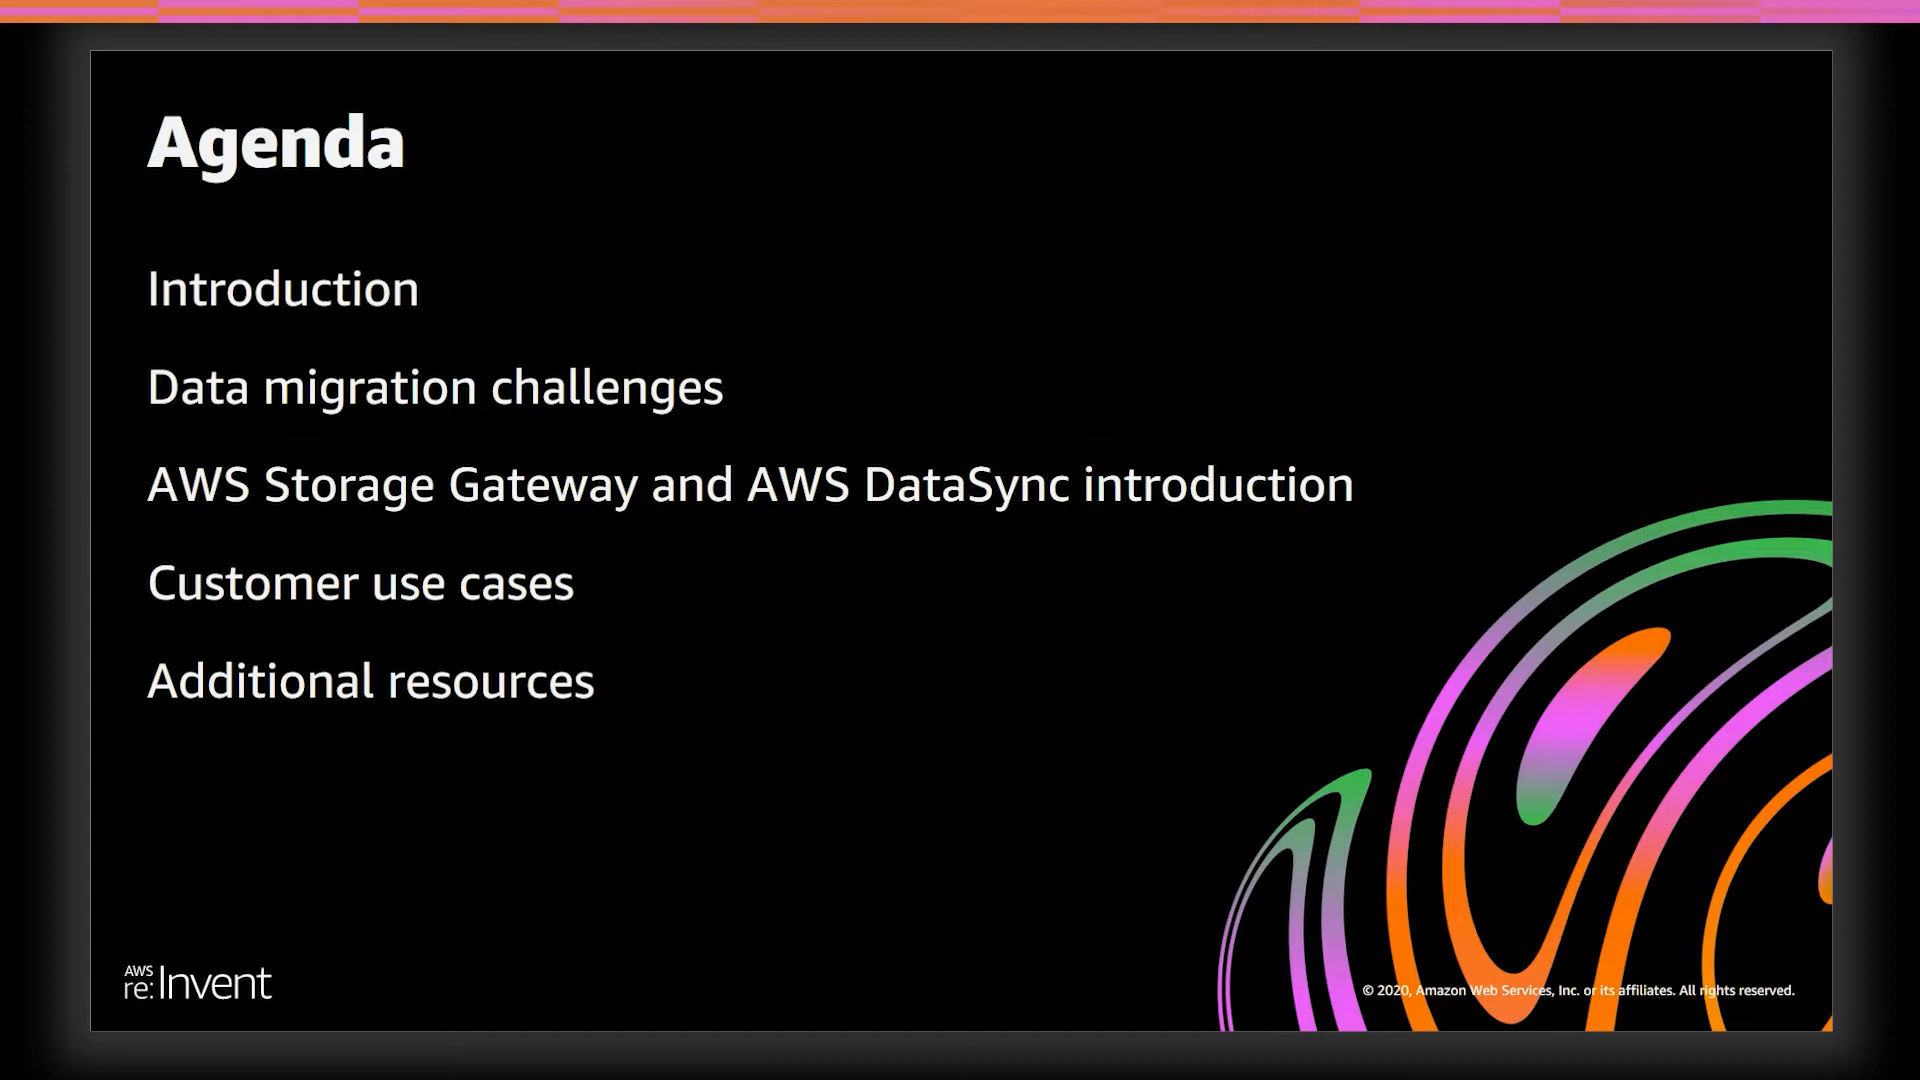 Agenda
Introduction
Data migration challenges
AWS Storage Gateway and AWS DataSync introduction
Customer use cases
Additional resources
AWS
re:Invent
© 2020, Amazon Web Services, Inc. or its affiliates. All rights reserved.